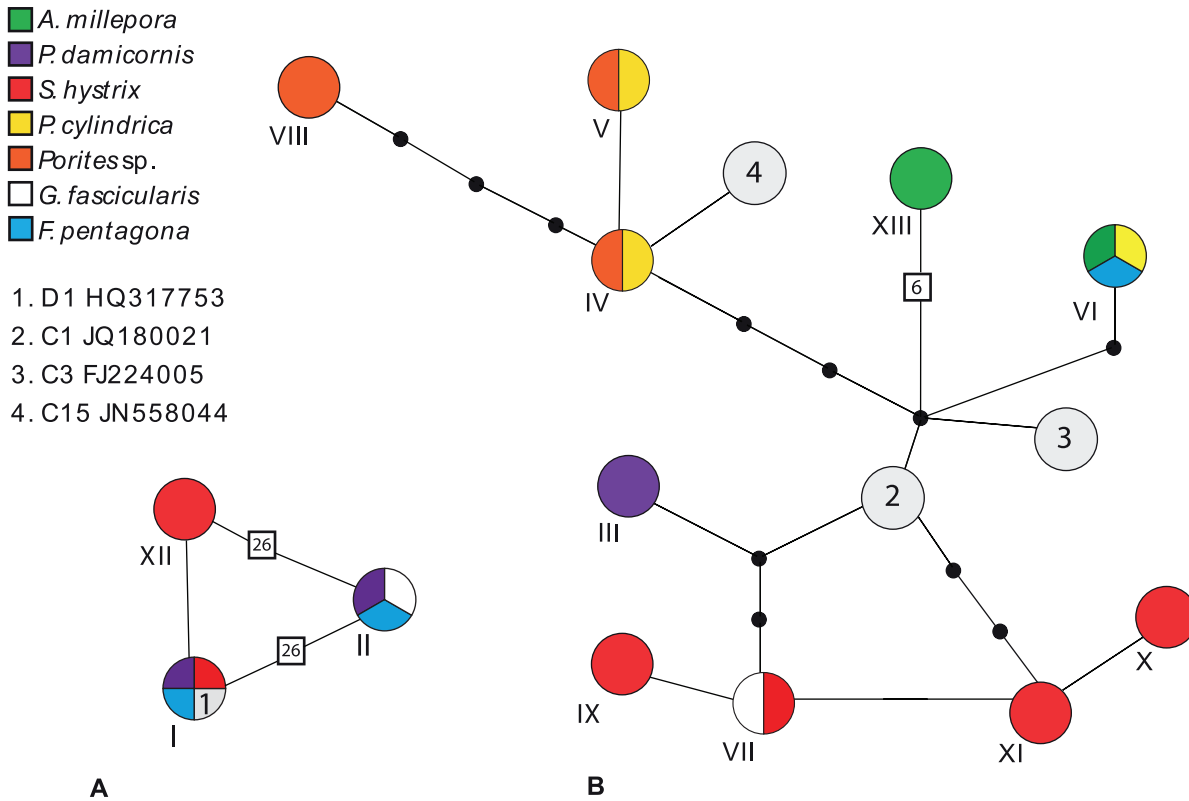 A. millepora
P. damicornis
S. hystrix
P. cylindrica
Porites sp.
G. fascicularis
F. pentagona
1. D1 HQ317753
2. C1 JQ180021
3. C3 FJ224005
4. C15 JN558044
VIII
V
4
XIII
IV
6
VI
3
2
III
XII
26
II
26
1
I
IX
VII
XI
X
A
B